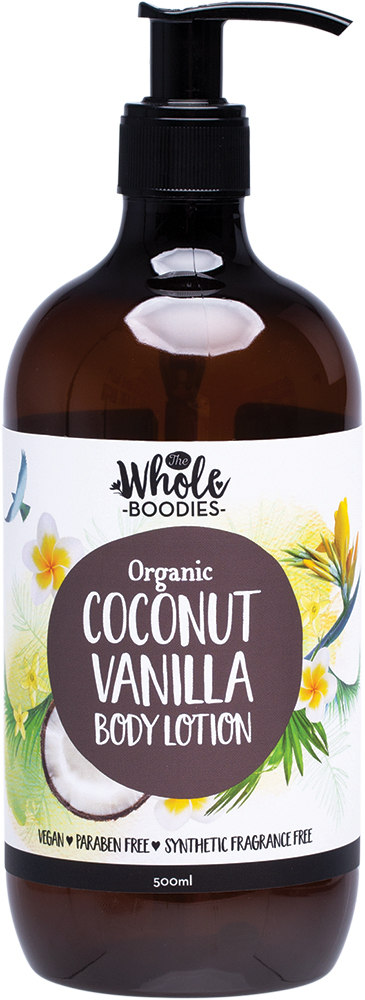 The
Whole
-BOODIES-
Organic
COCONUT
VANILLA
BODY LOTION
VEGAN ♥ PARABEN FREE ♥ SYNTHETIC FRAGRANCE FREE
500ml